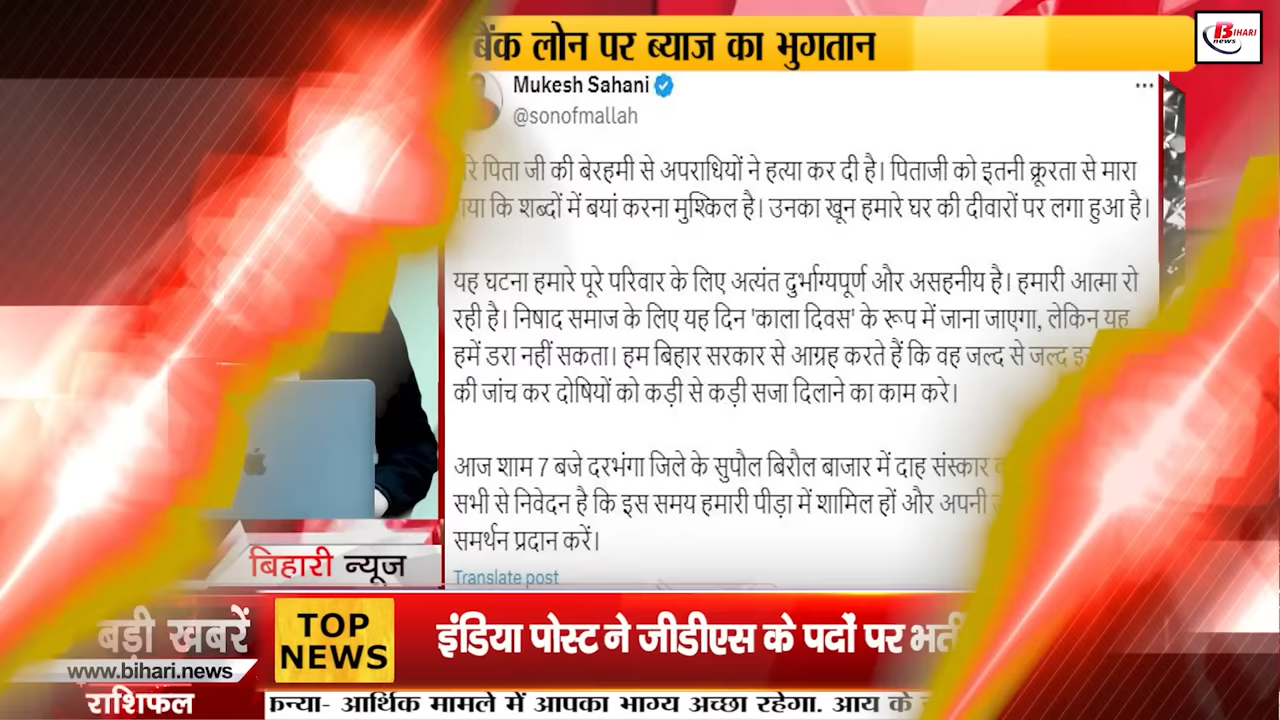 बैंक लोन पर ब्याज का भुगतान
BIHARI
news
Mukesh Sahani
@sonofmallah
पिता जी की बेरहमी से अपराधियों ने हत्या कर दी है। पिताजी को इतनी क्रूरता से मारा
कि शब्दों में बयां करना मुश्किल है। उनका खून हमारे घर की दीवारों पर लगा हुआ है।
यह घटना हमारे पूरे परिवार के लिए अत्यंत दुर्भाग्यपूर्ण और असहनीय है। हमारी आत्मा रो
रही है। निषाद समाज के लिए यह दिन 'काला दिवस' के रूप में जाना जाएगा, लेकिन यह
हमें डरा नहीं सकता। हम बिहार सरकार से आग्रह करते हैं कि वह जल्द से जल्द
की जांच कर दोषियों को कड़ी से कड़ी सजा दिलाने का काम करे।
आज शाम 7 बजे दरभंगा जिले के सुपौल बिरौल बाजार में दाह संस्कार
सभी से निवेदन है कि इस समय हमारी पीड़ा में शामिल हों और अपनी
समर्थन प्रदान करें।
Translate post
बिहारी न्यूज
बड़ी खबरें
TOP
NEWS
इंडिया पोस्ट ने जीडीएस के पदों पर
www.bihari.news
राशिफल
कन्या- आर्थिक मामले में आपका भाग्य अच्छा रहेगा. आय के